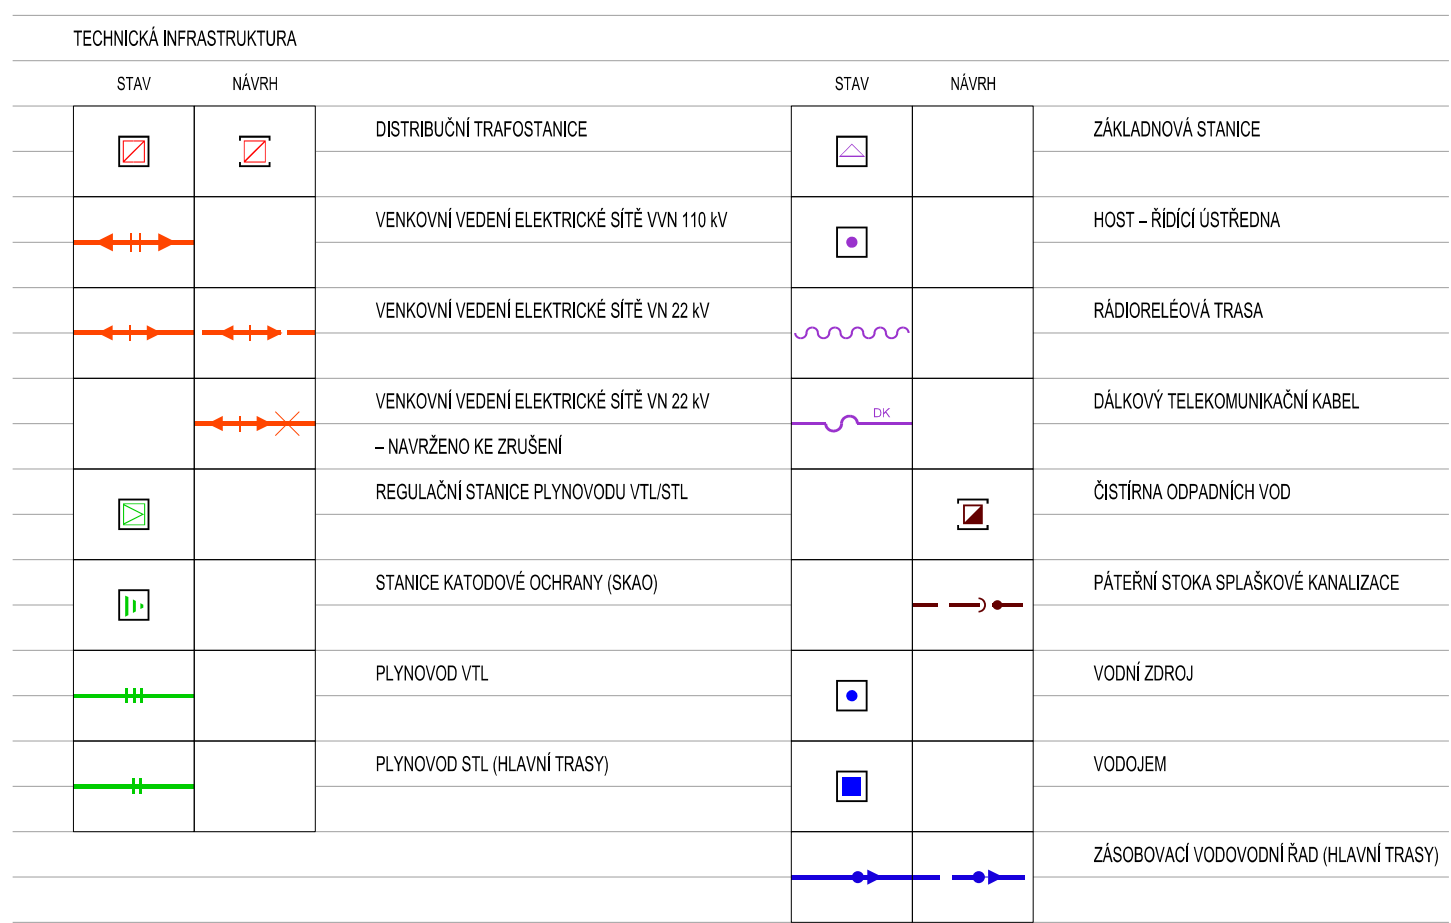 TECHNICKÁ INFRASTRUKTURA
STAV
NÁVRH
DISTRIBUČNÍ TRAFOSTANICE
VENKOVNÍ VEDENÍ ELEKTRICKÉ SÍTĚ VVN 110 kV
VENKOVNÍ VEDENÍ ELEKTRICKÉ SÍTĚ VN 22 kV
VENKOVNÍ VEDENÍ ELEKTRICKÉ SÍTĚ VN 22 kV
– NAVRŽENO KE ZRUŠENÍ
REGULAČNÍ STANICE PLYNOVODU VTL/STL
STANICE KATODOVÉ OCHRANY (SKAO)
PLYNOVOD VTL
PLYNOVOD STL (HLAVNÍ TRASY)
STAV
NÁVRH
ZÁKLADNOVÁ STANICE
HOST – ŘÍDÍCÍ ÚSTŘEDNA
RÁDIORELÉOVÁ TRASA
DK
DÁLKOVÝ TELEKOMUNIKAČNÍ KABEL
ČISTÍRNA ODPADNÍCH VOD
PÁTEŘNÍ STOKA SPLAŠKOVÉ KANALIZACE
VODNÍ ZDROJ
VODOJEM
ZÁSOBOVACÍ VODOVODNÍ ŘAD (HLAVNÍ TRASY)